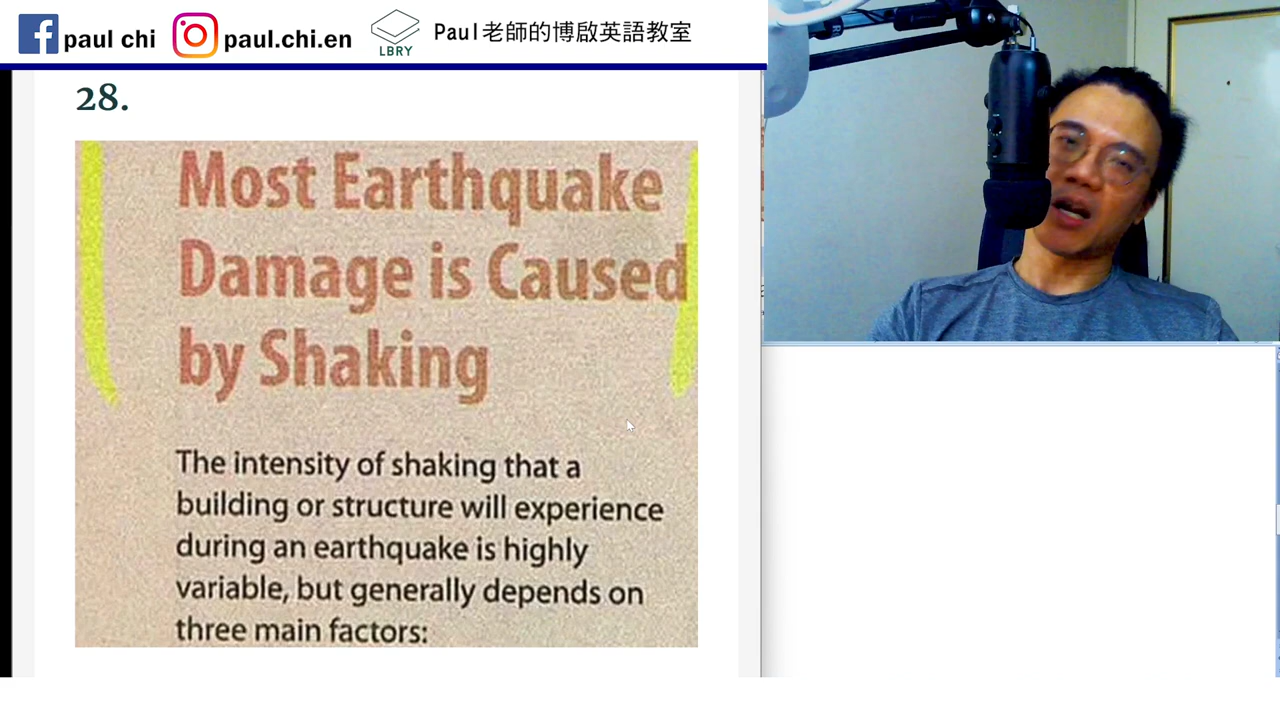 paul chi
paul.chi.en
LBRY
Paul老師的博啟英語教室
28.
Most Earthquake
Damage is Caused
by Shaking
The intensity of shaking that a
building or structure will experience
during an earthquake is highly
variable, but generally depends on
three main factors: